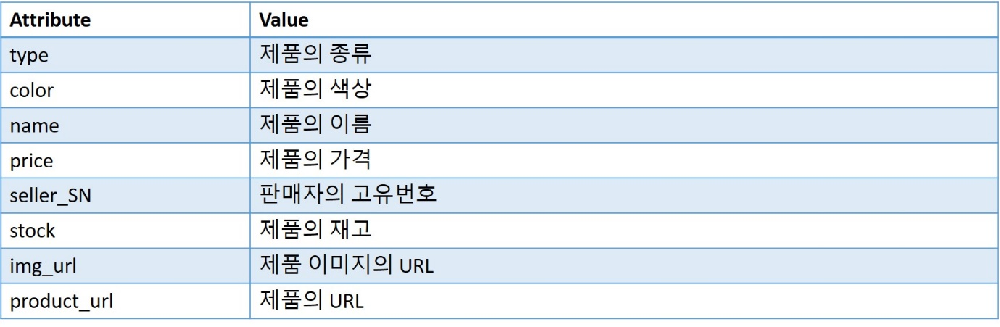 Attribute Value
type 제품의 종류
color 제품의 색상
name 제품의 이름
price 제품의 가격
seller_SN 판매자의 고유번호
stock 제품의 재고
img_url 제품 이미지의 URL
product_url 제품의 URL